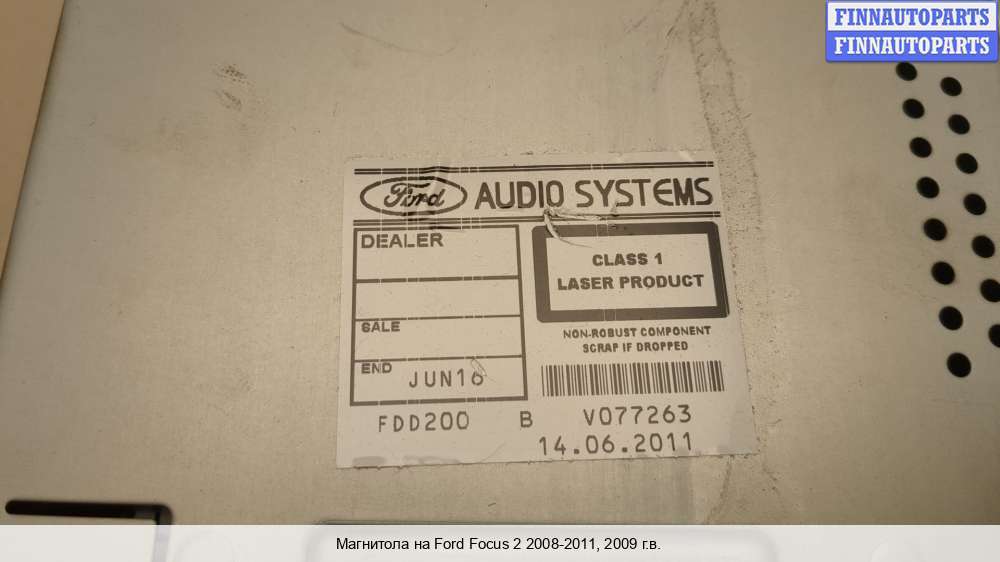 FINNAUTOPARTS
FINNAUTOPARTS
Ford AUDIO SYSTEMS
DEALER
CLASS 1
LASER PRODUCT
SALE
NON-ROBUST COMPONENT
SCRAP IF DROPPED
END JUN16
FDD200 B V077263
14.06.2011
Магнитола на Ford Focus 2 2008-2011, 2009 г.в.